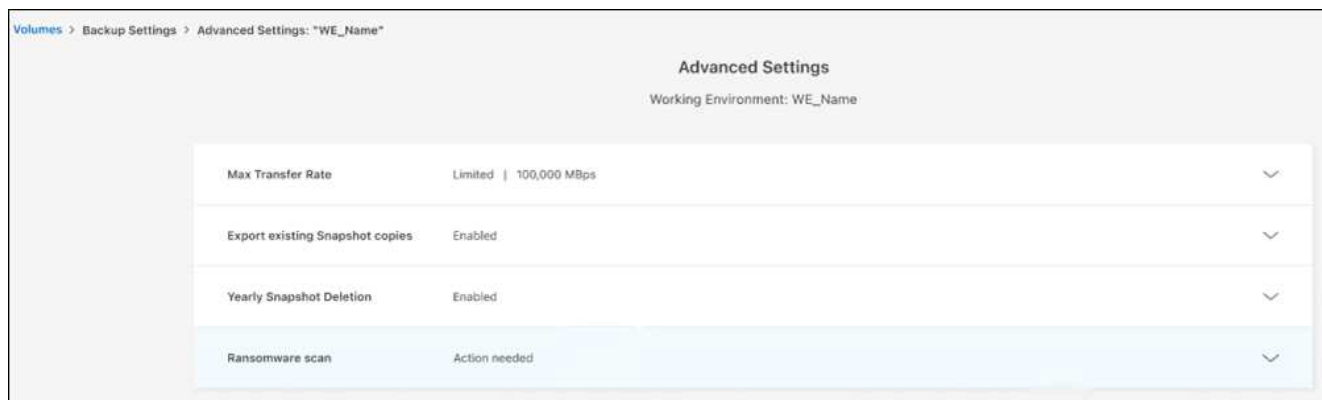 Volumes > Backup Settings > Advanced Settings: "WE_Name"
Advanced Settings
Working Environment: WE_Name
Max Transfer Rate Limited | 100,000 MBps
Export existing Snapshot copies Enabled
Yearly Snapshot Deletion Enabled
Ransomware scan Action needed